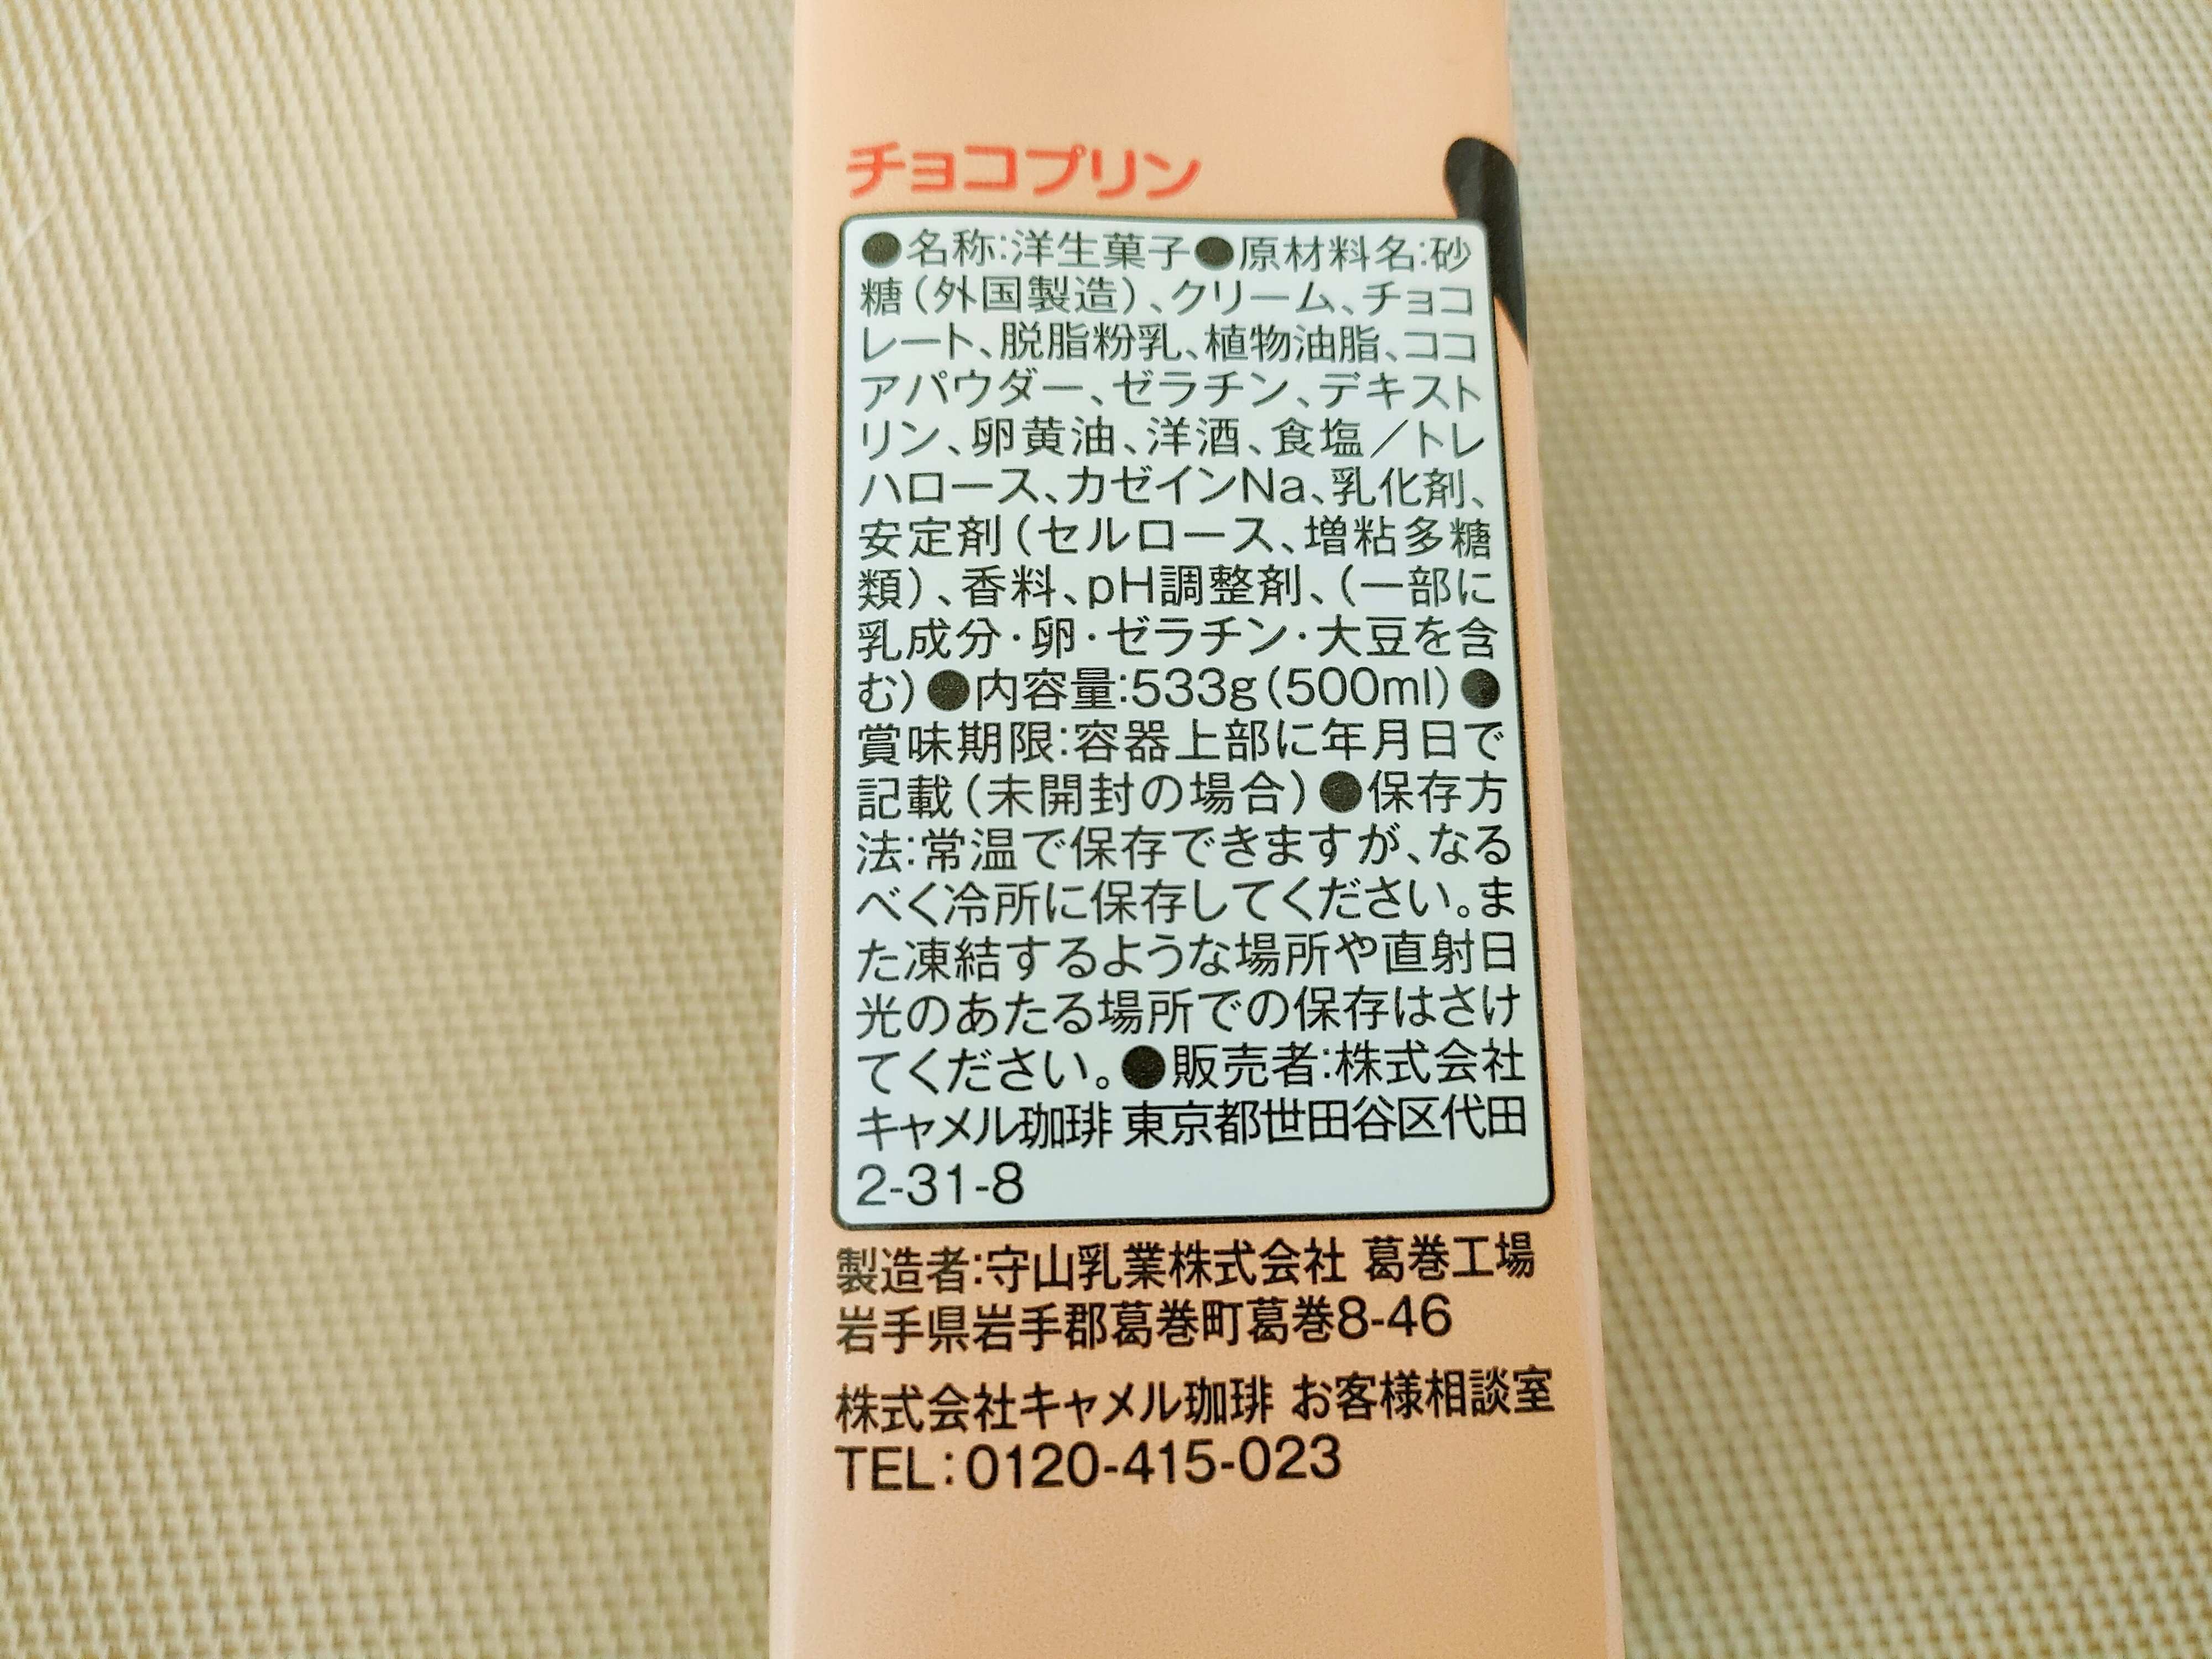 チョコプリン
●名称:洋生菓子●原材料名:砂
糖(外国製造)、クリーム、チョコ
レート、脱脂粉乳、植物油脂、ココ
アパウダー、ゼラチン、デキスト
リン、卵黄油、洋酒、食塩／トレ
ハロース、カゼインNa、乳化剤、
安定剤(セルロース、増粘多糖
類)、香料、pH調整剤、(一部に
乳成分・卵・ゼラチン・大豆を含
む)●内容量:533g(500ml)●
賞味期限:容器上部に年月日で
記載(未開封の場合)●保存方
法:常温で保存できますが、なる
べく冷所に保存してください。ま
た凍結するような場所や直射日
光のあたる場所での保存はさけ
てください。●販売者:株式会社
キャメル珈琲 東京都世田谷区代田
2-31-8
製造者:守山乳業株式会社 葛巻工場
岩手県岩手郡葛巻町葛巻8-46
株式会社キャメル珈琲 お客様相談室
TEL:0120-415-023